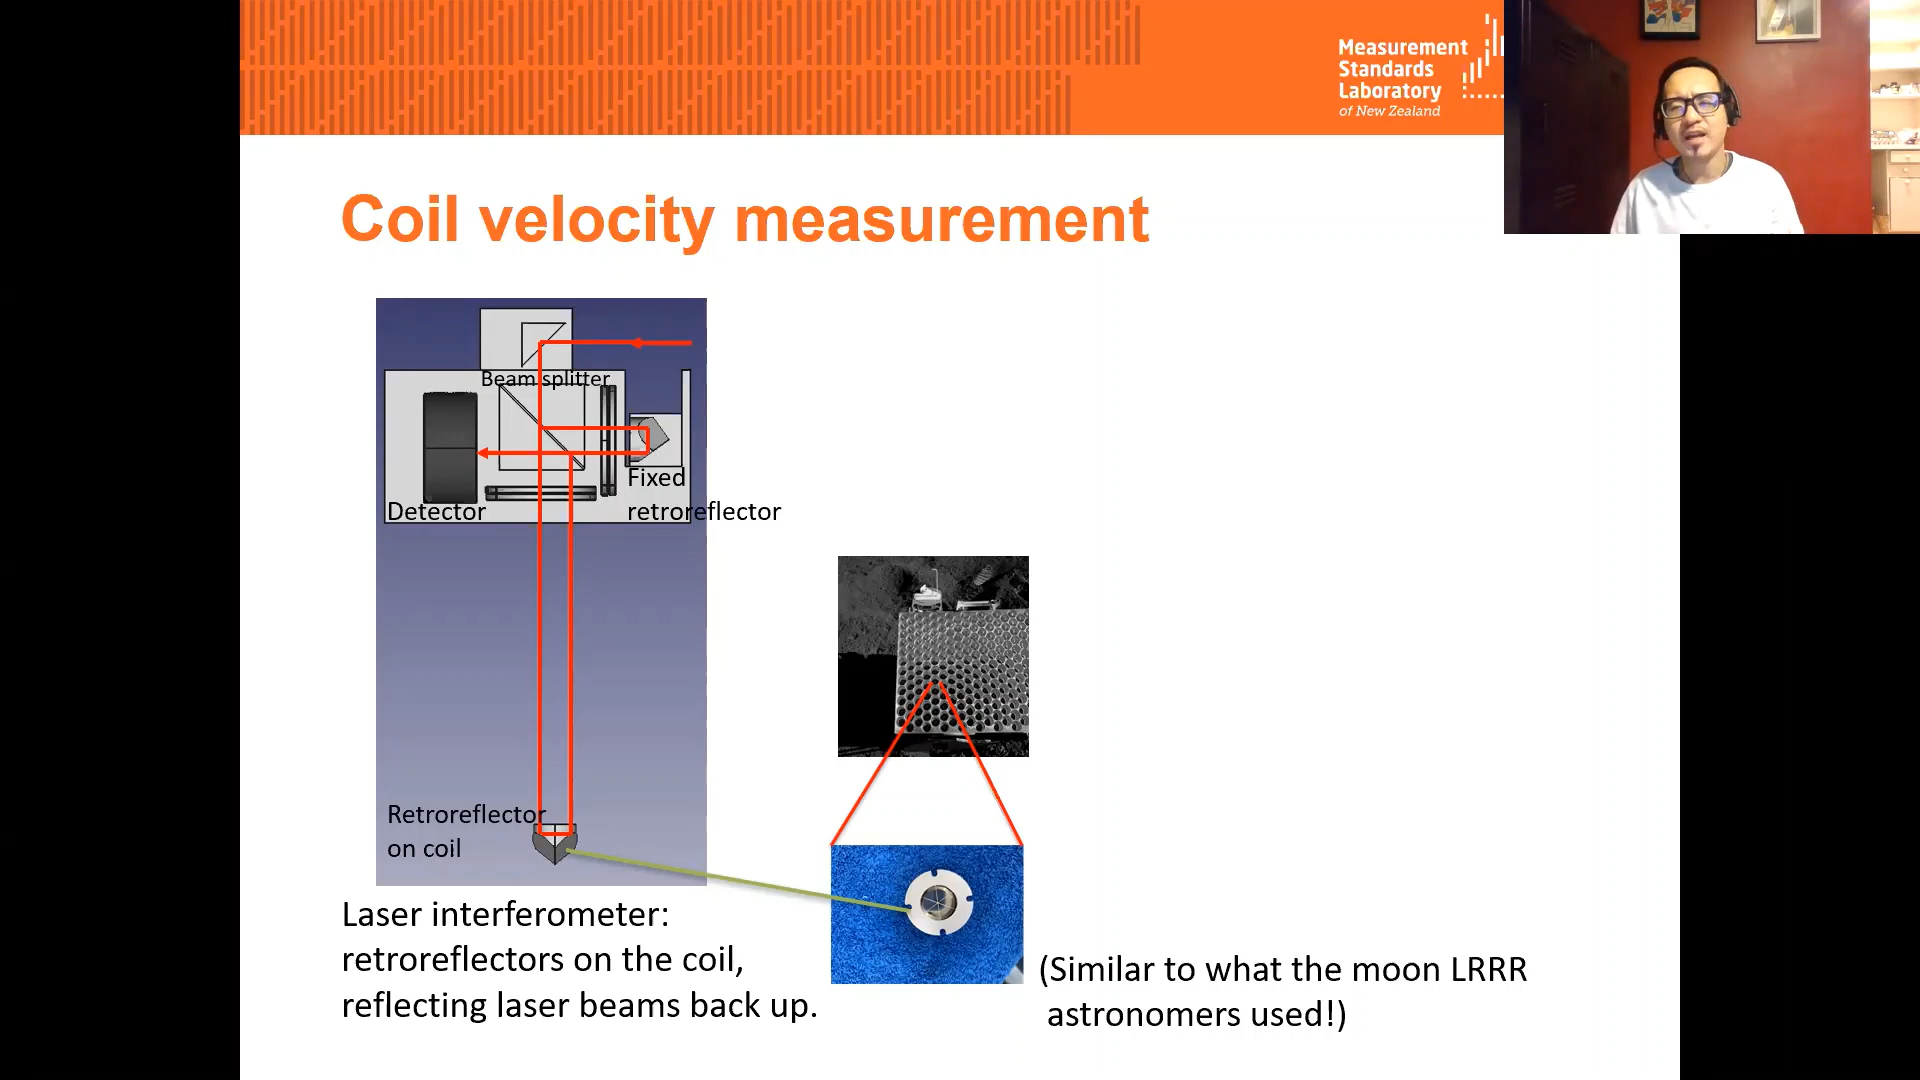 Measurement
Standards
Laboratory
of New Zealand
Coil velocity measurement
Beam splitter
Fixed
retroreflector
Detector
Retroreflector
on coil
Laser interferometer:
retroreflectors on the coil,
reflecting laser beams back up.
(Similar to what the moon LRRR
astronomers used!)